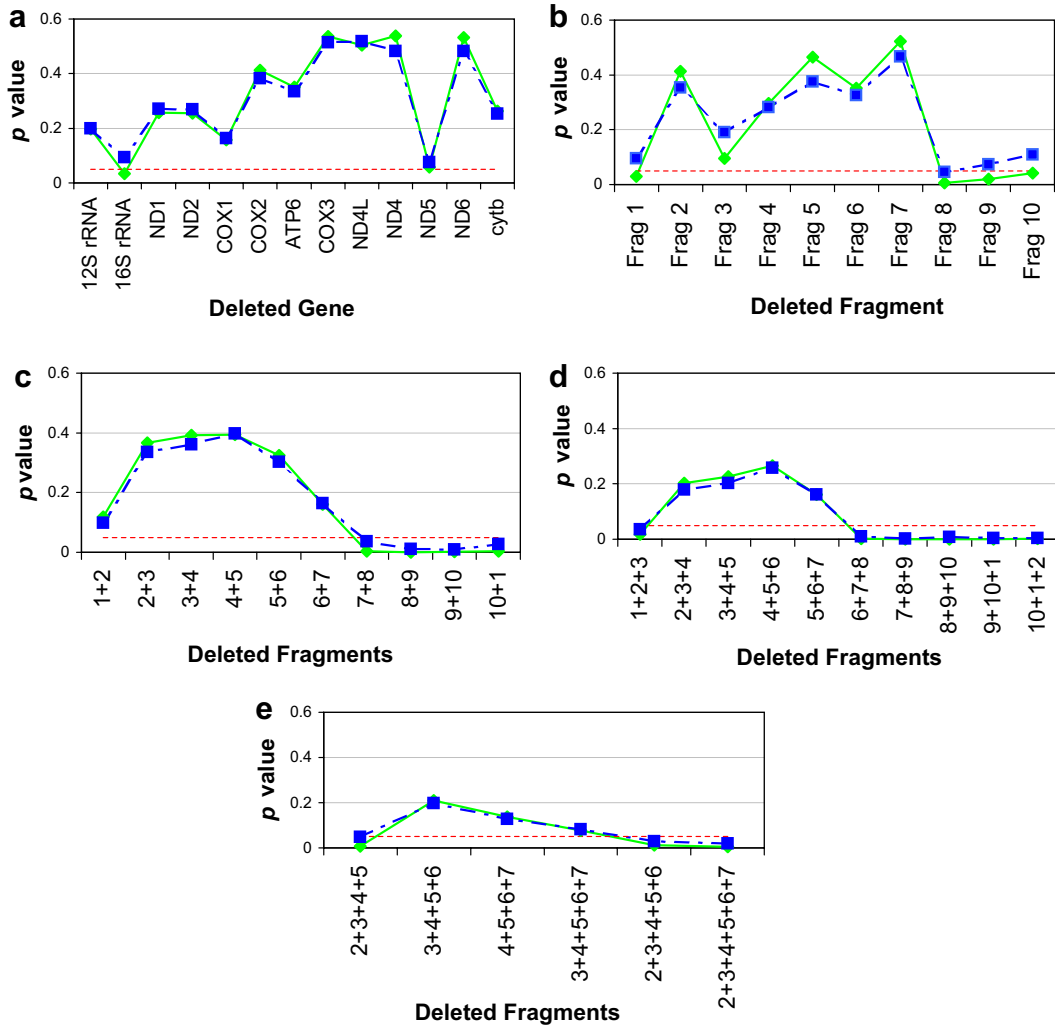 a
0.6
0.4
0.2
0
p value
12S rRNA
16S rRNA
ND1
ND2
COX1
COX2
ATP6
COX3
ND4L
ND4
ND5
ND6
cytb
Deleted Gene
b
0.6
0.4
0.2
0
p value
Frag 1
Frag 2
Frag 3
Frag 4
Frag 5
Frag 6
Frag 7
Frag 8
Frag 9
Frag 10
Deleted Fragment
c
0.6
0.4
0.2
0
p value
1+2
2+3
3+4
4+5
5+6
6+7
7+8
8+9
9+10
10+1
Deleted Fragments
d
0.6
0.4
0.2
0
p value
1+2+3
2+3+4
3+4+5
4+5+6
5+6+7
6+7+8
7+8+9
8+9+10
9+10+1
10+1+2
Deleted Fragments
e
0.6
0.4
0.2
0
p value
2+3+4+5
3+4+5+6
4+5+6+7
3+4+5+6+7
2+3+4+5+6
2+3+4+5+6+7
Deleted Fragments